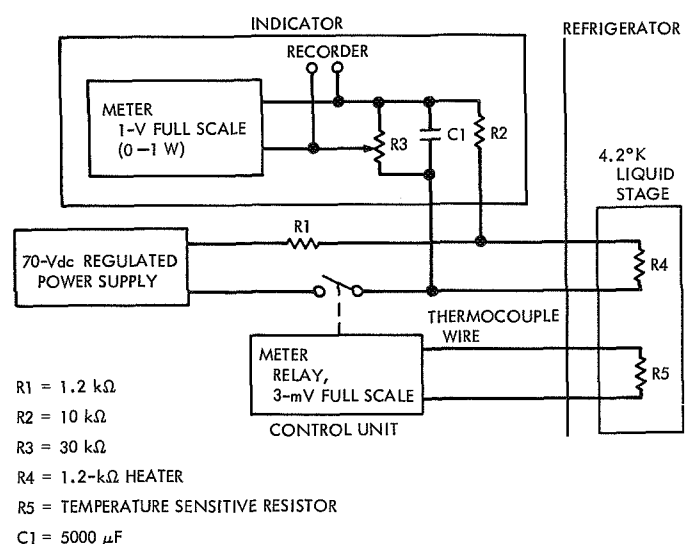 INDICATOR
REFRIGERATOR
RECORDER
METER
1-V FULL SCALE
(0–1 W)
R3
C1
R2
4.2°K
LIQUID
STAGE
R1
70-Vdc REGULATED
POWER SUPPLY
R4
THERMOCOUPLE
WIRE
METER
RELAY,
3-mV FULL SCALE
R5
CONTROL UNIT
R1 = 1.2 kΩ
R2 = 10 kΩ
R3 = 30 kΩ
R4 = 1.2-kΩ HEATER
R5 = TEMPERATURE SENSITIVE RESISTOR
C1 = 5000 μF